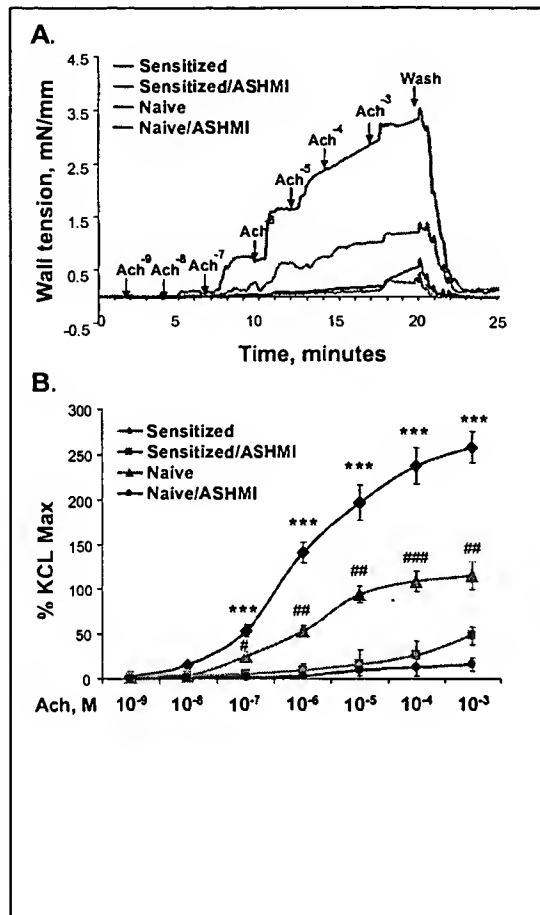 A.
4.5
3.5
2.5
1.5
0.5
-0.5
Wall tension, mN/mm
Sensitized
Sensitized/ASHMI
Naive
Naive/ASHMI
Ach-9
Ach-8
Ach-7
Ach-5
Ach-4
Ach-3
Wash
0 5 10 15 20 25
Time, minutes
B.
300
250
200
150
100
50
0
% KCL Max
Sensitized
Sensitized/ASHMI
Naive
Naive/ASHMI
*** *** *** *** ***
# ## ## ### ##
Ach, M 10-9 10-8 10-7 10-6 10-5 10-4 10-3